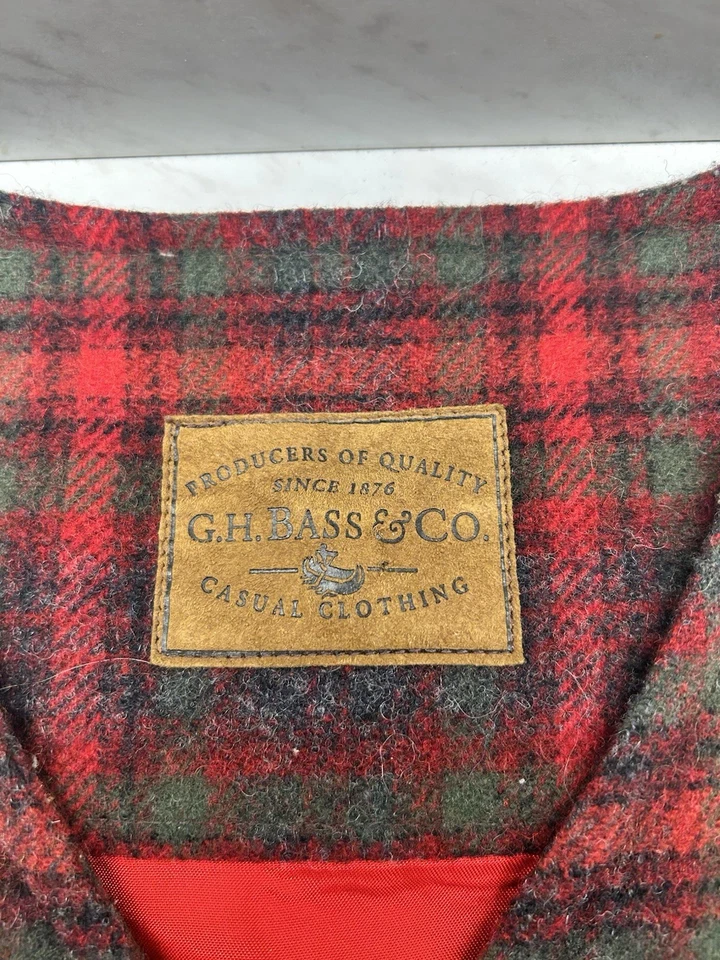 PRODUCERS OF QUALITY
SINCE 1876
G.H. BASS & CO.
CASUAL CLOTHING